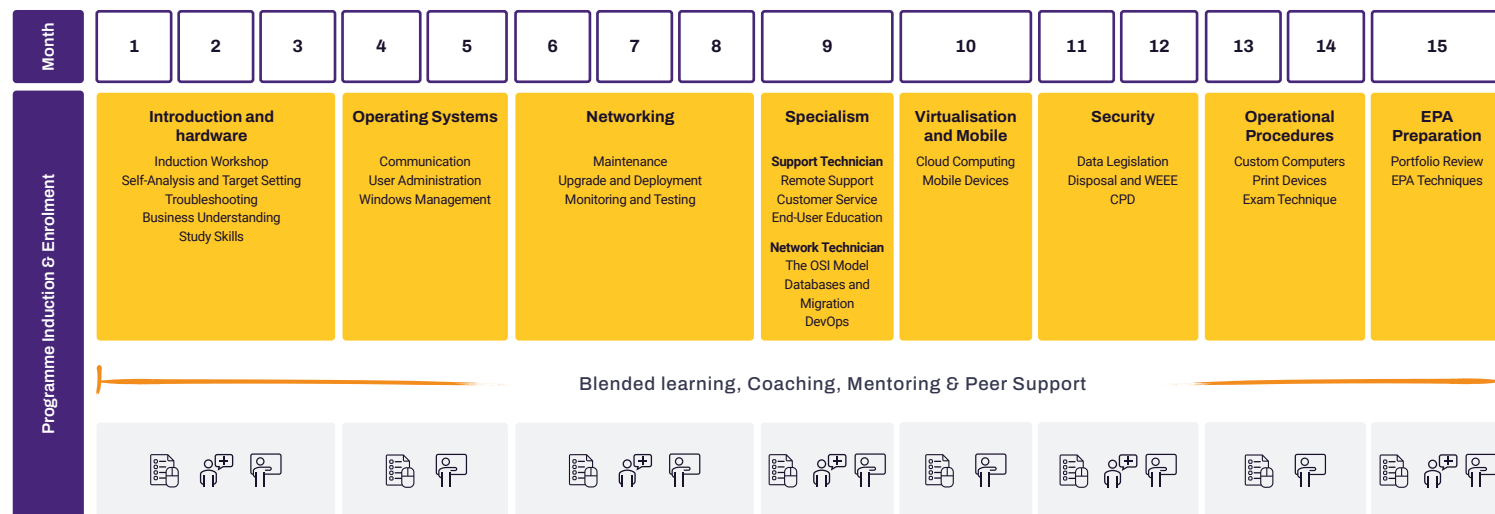 Month
1
2
3
4
5
6
7
8
9
10
11
12
13
14
15
Programme Induction & Enrolment
Introduction and
hardware
Induction Workshop
Self-Analysis and Target Setting
Troubleshooting
Business Understanding
Study Skills
Operating Systems
Communication
User Administration
Windows Management
Networking
Maintenance
Upgrade and Deployment
Monitoring and Testing
Specialism
Support Technician
Remote Support
Customer Service
End-User Education
Network Technician
The OSI Model
Databases and
Migration
DevOps
Virtualisation
and Mobile
Cloud Computing
Mobile Devices
Security
Data Legislation
Disposal and WEEE
CPD
Operational
Procedures
Custom Computers
Print Devices
Exam Technique
EPA
Preparation
Portfolio Review
EPA Techniques
Blended learning, Coaching, Mentoring & Peer Support